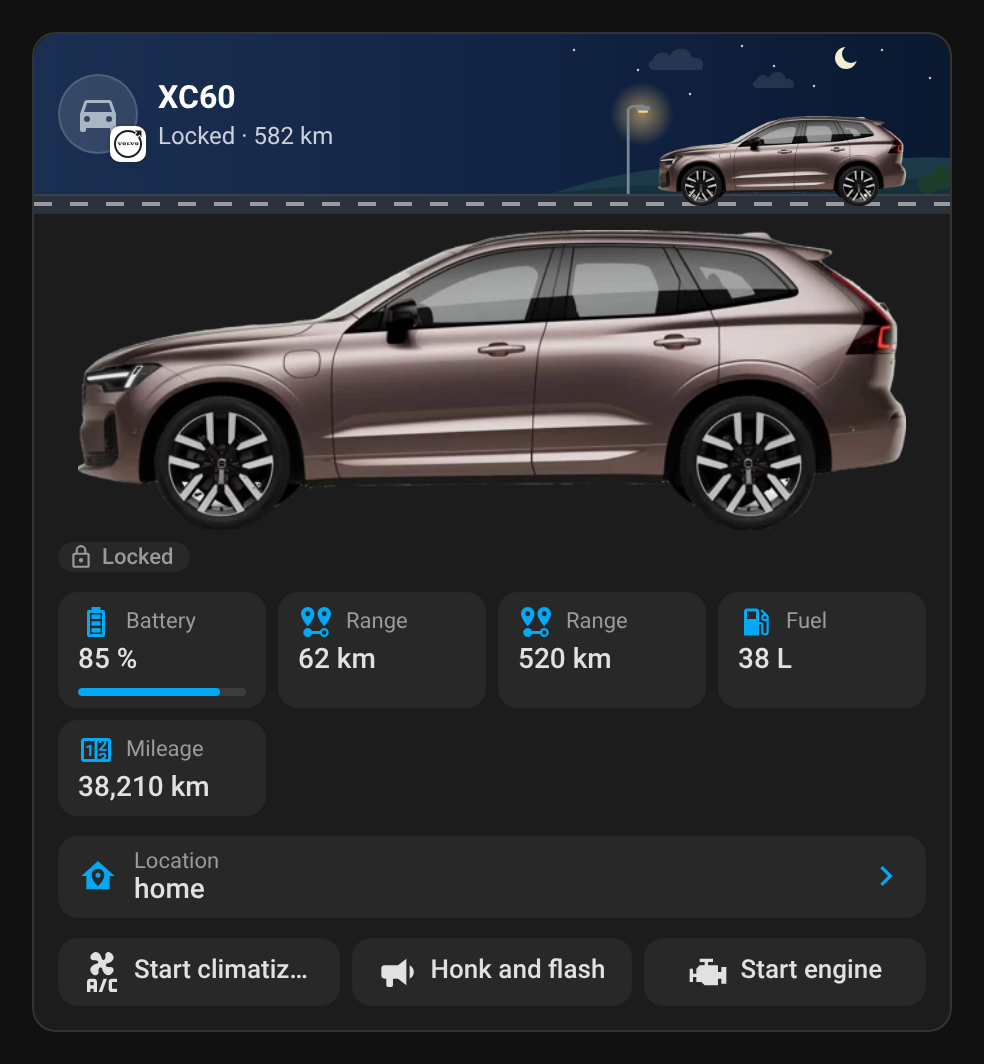 XC60
VOLVO
Locked · 582 km
Locked
Battery
85 %
Range
62 km
Range
520 km
Fuel
38 L
Mileage
38,210 km
Location
home
A/C
Start climatiz...
Honk and flash
Start engine